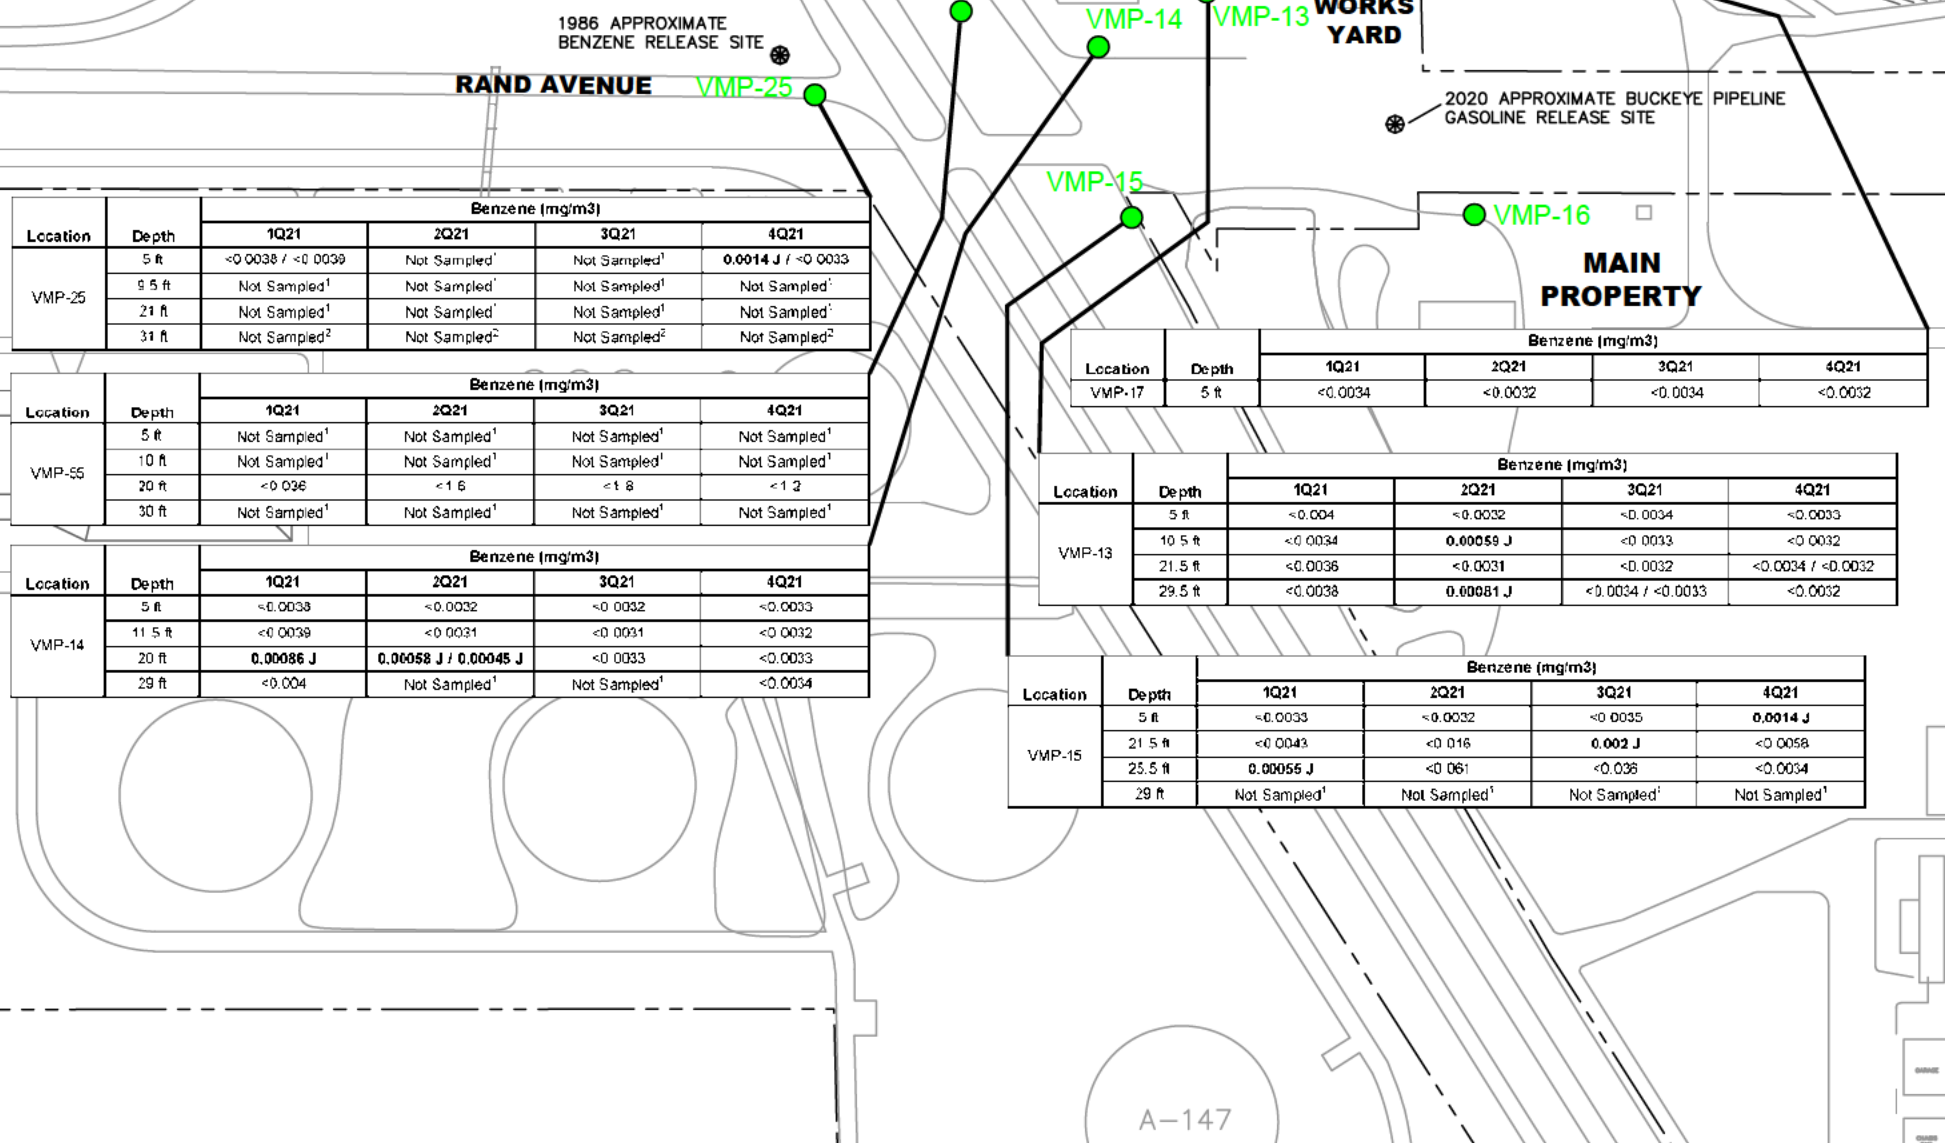 1986 APPROXIMATE
BENZENE RELEASE SITE
RAND AVENUE
VMP-25
VMP-14
VMP-13
WORKS
YARD
2020 APPROXIMATE BUCKEYE PIPELINE
GASOLINE RELEASE SITE
VMP-15
VMP-16
MAIN
PROPERTY
Benzene (mg/m3)
Location Depth 1Q21 2Q21 3Q21 4Q21
VMP-25
5 ft <0.0038 / <0.0039 Not Sampled¹ Not Sampled¹ 0.0014 J / <0.0033
9.5 ft Not Sampled¹ Not Sampled¹ Not Sampled¹ Not Sampled¹
21 ft Not Sampled¹ Not Sampled¹ Not Sampled¹ Not Sampled¹
31 ft Not Sampled² Not Sampled² Not Sampled² Not Sampled²
Benzene (mg/m3)
Location Depth 1Q21 2Q21 3Q21 4Q21
VMP-55
5 ft Not Sampled¹ Not Sampled¹ Not Sampled¹ Not Sampled¹
10 ft Not Sampled¹ Not Sampled¹ Not Sampled¹ Not Sampled¹
20 ft <0.036 <1.6 <1.8 <1.2
30 ft Not Sampled¹ Not Sampled¹ Not Sampled¹ Not Sampled¹
Benzene (mg/m3)
Location Depth 1Q21 2Q21 3Q21 4Q21
VMP-14
5 ft <0.0038 <0.0032 <0.0032 <0.0033
11.5 ft <0.0039 <0.0031 <0.0031 <0.0032
20 ft 0.00086 J 0.00058 J / 0.00045 J <0.0033 <0.0033
29 ft <0.004 Not Sampled¹ Not Sampled¹ <0.0034
Benzene (mg/m3)
Location Depth 1Q21 2Q21 3Q21 4Q21
VMP-17 5 ft <0.0034 <0.0032 <0.0034 <0.0032
Benzene (mg/m3)
Location Depth 1Q21 2Q21 3Q21 4Q21
VMP-13
5 ft <0.004 <0.0032 <0.0034 <0.0033
10.5 ft <0.0034 0.00059 J <0.0033 <0.0032
21.5 ft <0.0036 <0.0031 <0.0032 <0.0034 / <0.0032
29.5 ft <0.0038 0.00081 J <0.0034 / <0.0033 <0.0032
Benzene (mg/m3)
Location Depth 1Q21 2Q21 3Q21 4Q21
VMP-15
5 ft <0.0033 <0.0032 <0.0035 0.0014 J
21.5 ft <0.0043 <0.016 0.002 J <0.0058
25.5 ft 0.00055 J <0.061 <0.036 <0.0034
29 ft Not Sampled¹ Not Sampled¹ Not Sampled¹ Not Sampled¹
A-147